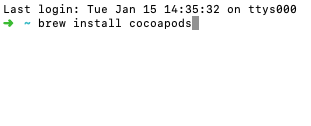 Last login: Tue Jan 15 14:35:32 on ttys000
➜ ~ brew install cocoapods